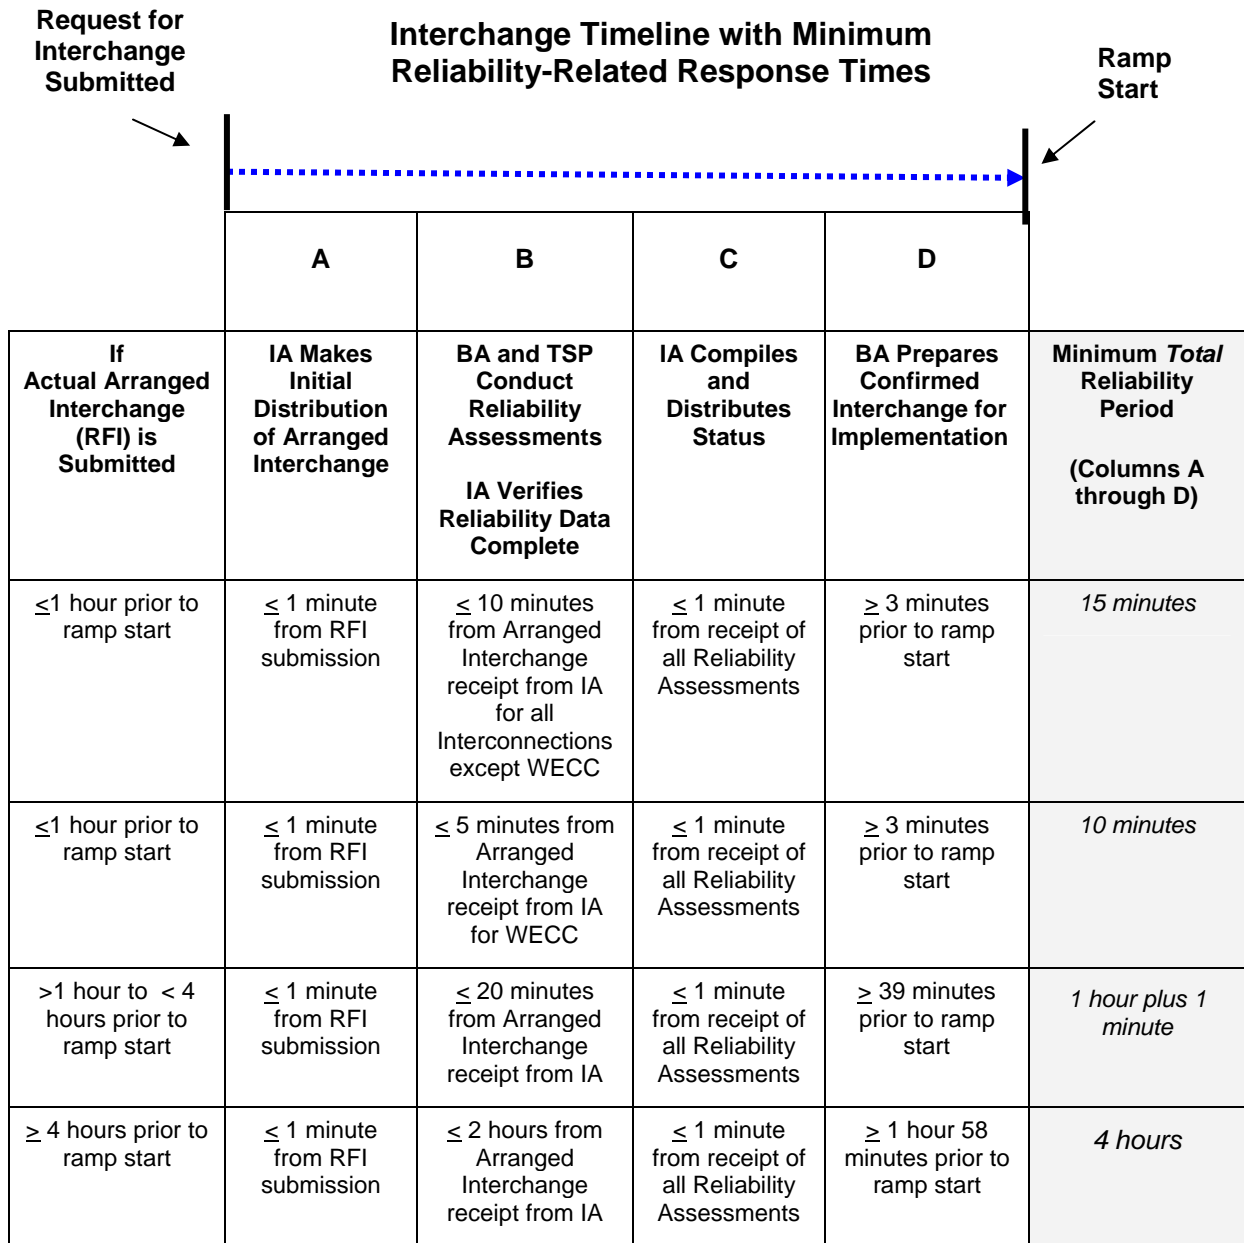 Request for
Interchange
Submitted
Interchange Timeline with Minimum
Reliability-Related Response Times
Ramp
Start
A
B
C
D
If
Actual Arranged
Interchange
(RFI) is
Submitted
IA Makes
Initial
Distribution
of Arranged
Interchange
BA and TSP
Conduct
Reliability
Assessments
IA Verifies
Reliability Data
Complete
IA Compiles
and
Distributes
Status
BA Prepares
Confirmed
Interchange for
Implementation
Minimum Total
Reliability
Period
(Columns A
through D)
≤1 hour prior to
ramp start
≤ 1 minute
from RFI
submission
≤ 10 minutes
from Arranged
Interchange
receipt from IA
for all
Interconnections
except WECC
≤ 1 minute
from receipt of
all Reliability
Assessments
≥ 3 minutes
prior to ramp
start
15 minutes
≤1 hour prior to
ramp start
≤ 1 minute
from RFI
submission
≤ 5 minutes from
Arranged
Interchange
receipt from IA
for WECC
≤ 1 minute
from receipt of
all Reliability
Assessments
≥ 3 minutes
prior to ramp
start
10 minutes
>1 hour to < 4
hours prior to
ramp start
≤ 1 minute
from RFI
submission
≤ 20 minutes
from Arranged
Interchange
receipt from IA
≤ 1 minute
from receipt of
all Reliability
Assessments
≥ 39 minutes
prior to ramp
start
1 hour plus 1
minute
≥ 4 hours prior to
ramp start
≤ 1 minute
from RFI
submission
≤ 2 hours from
Arranged
Interchange
receipt from IA
≤ 1 minute
from receipt of
all Reliability
Assessments
≥ 1 hour 58
minutes prior to
ramp start
4 hours